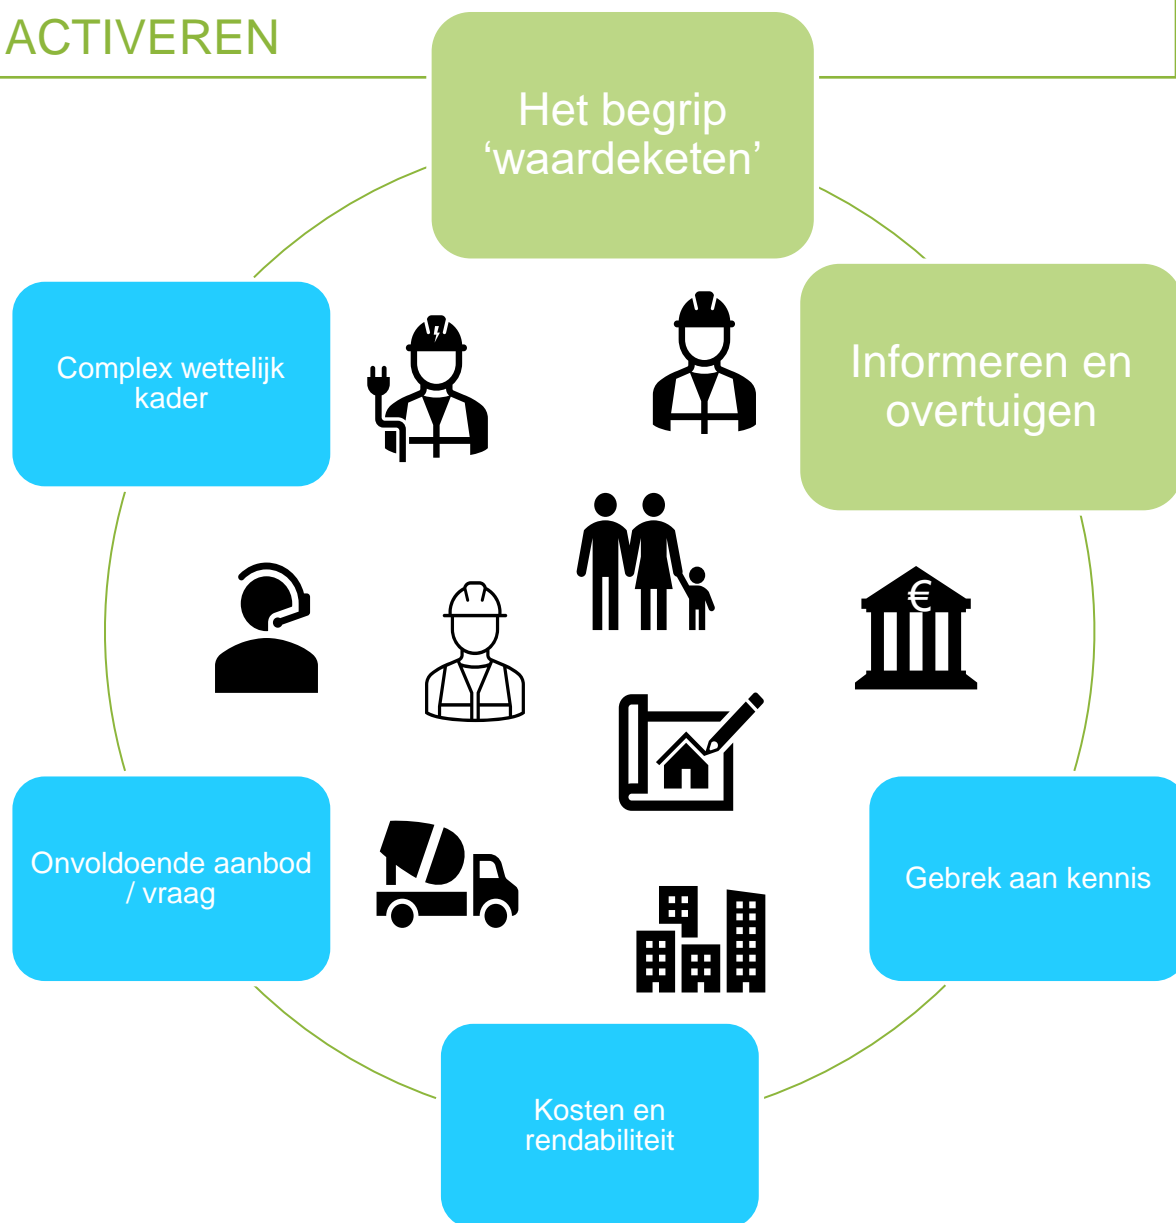 ACTIVEREN
Het begrip
‘waardeketen’
Informeren en
overtuigen
Complex wettelijk
kader
€
Onvoldoende aanbod
/ vraag
Gebrek aan kennis
Kosten en
rendabiliteit